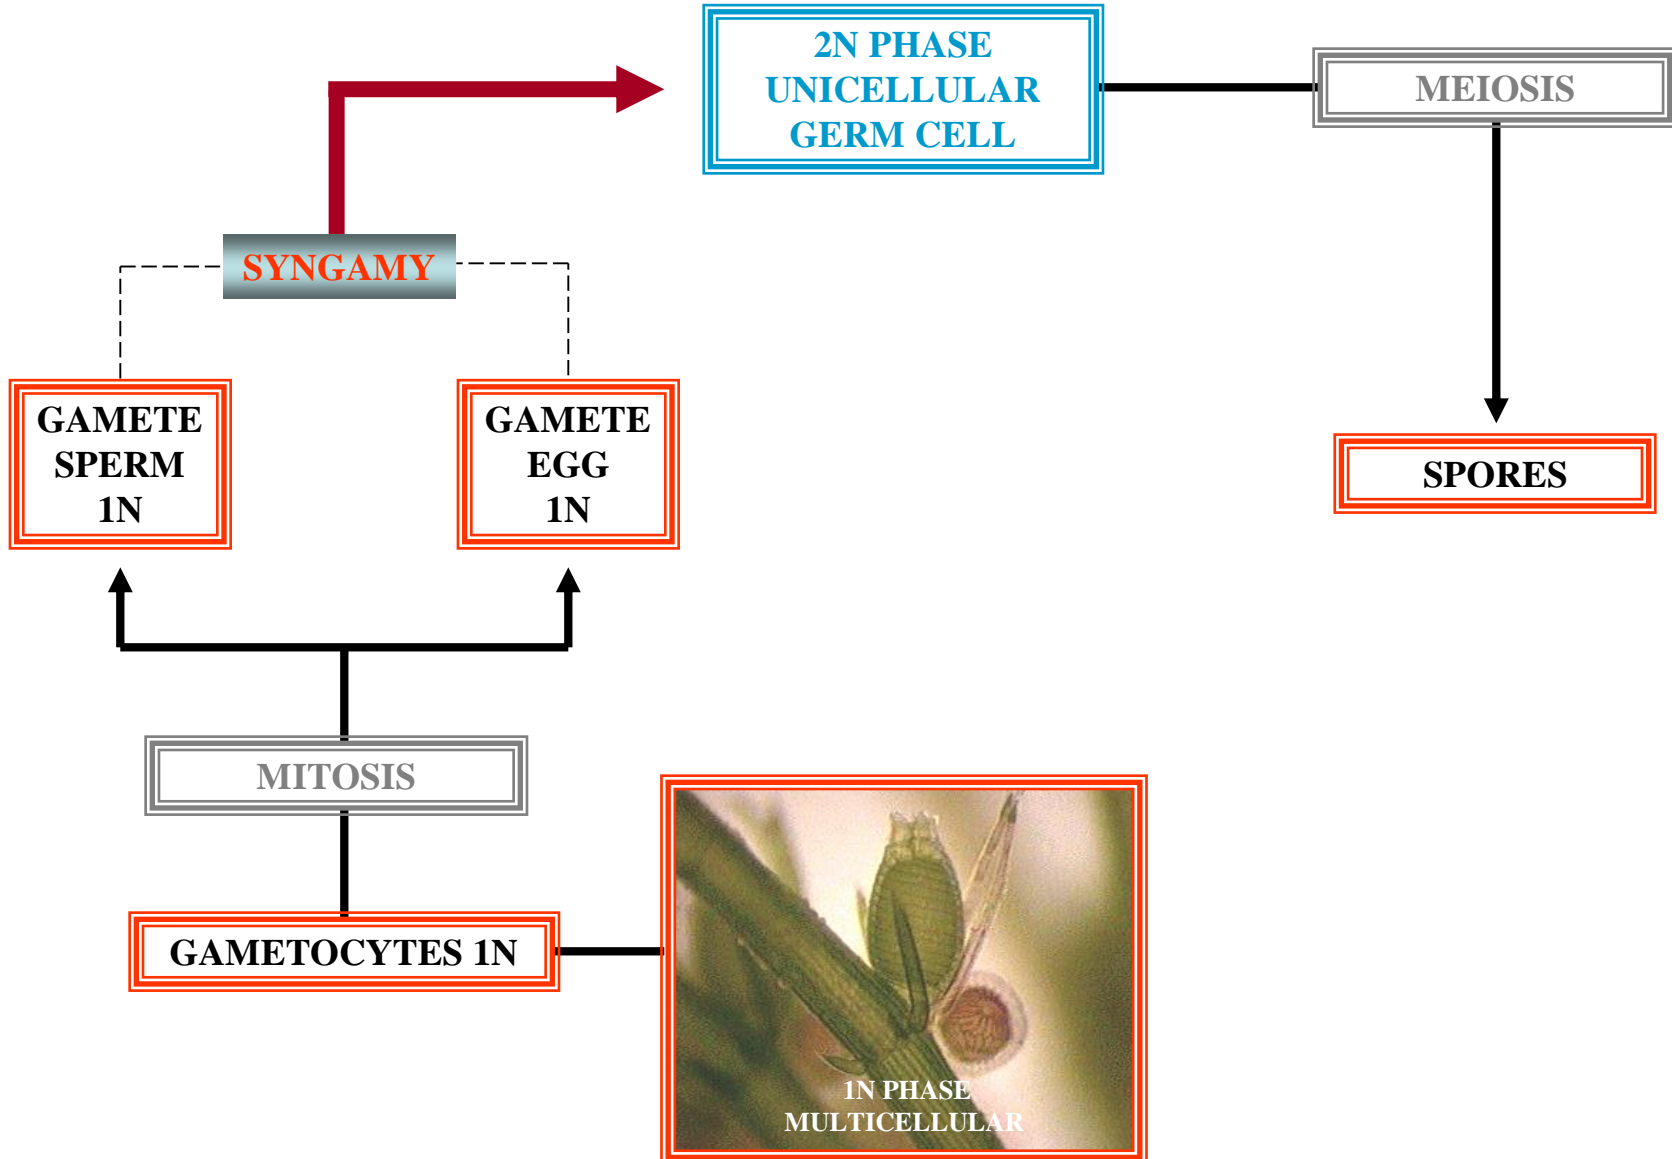 2N PHASE
UNICELLULAR
GERM CELL
MEIOSIS
SYNGAMY
GAMETE
SPERM
1N
GAMETE
EGG
1N
SPORES
MITOSIS
GAMETOCYTES 1N
1N PHASE
MULTICELLULAR